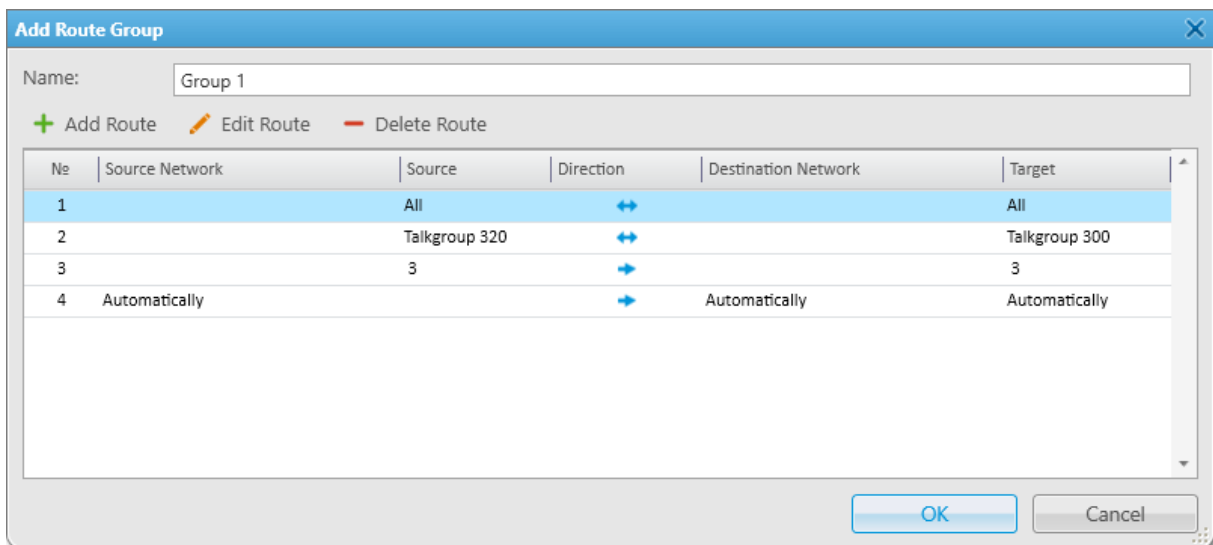 Add Route Group
Name: Group 1
Add Route Edit Route Delete Route
№ Source Network Source Direction Destination Network Target
1 All All
2 Talkgroup 320 Talkgroup 300
3 3 3
4 Automatically Automatically Automatically
OK Cancel